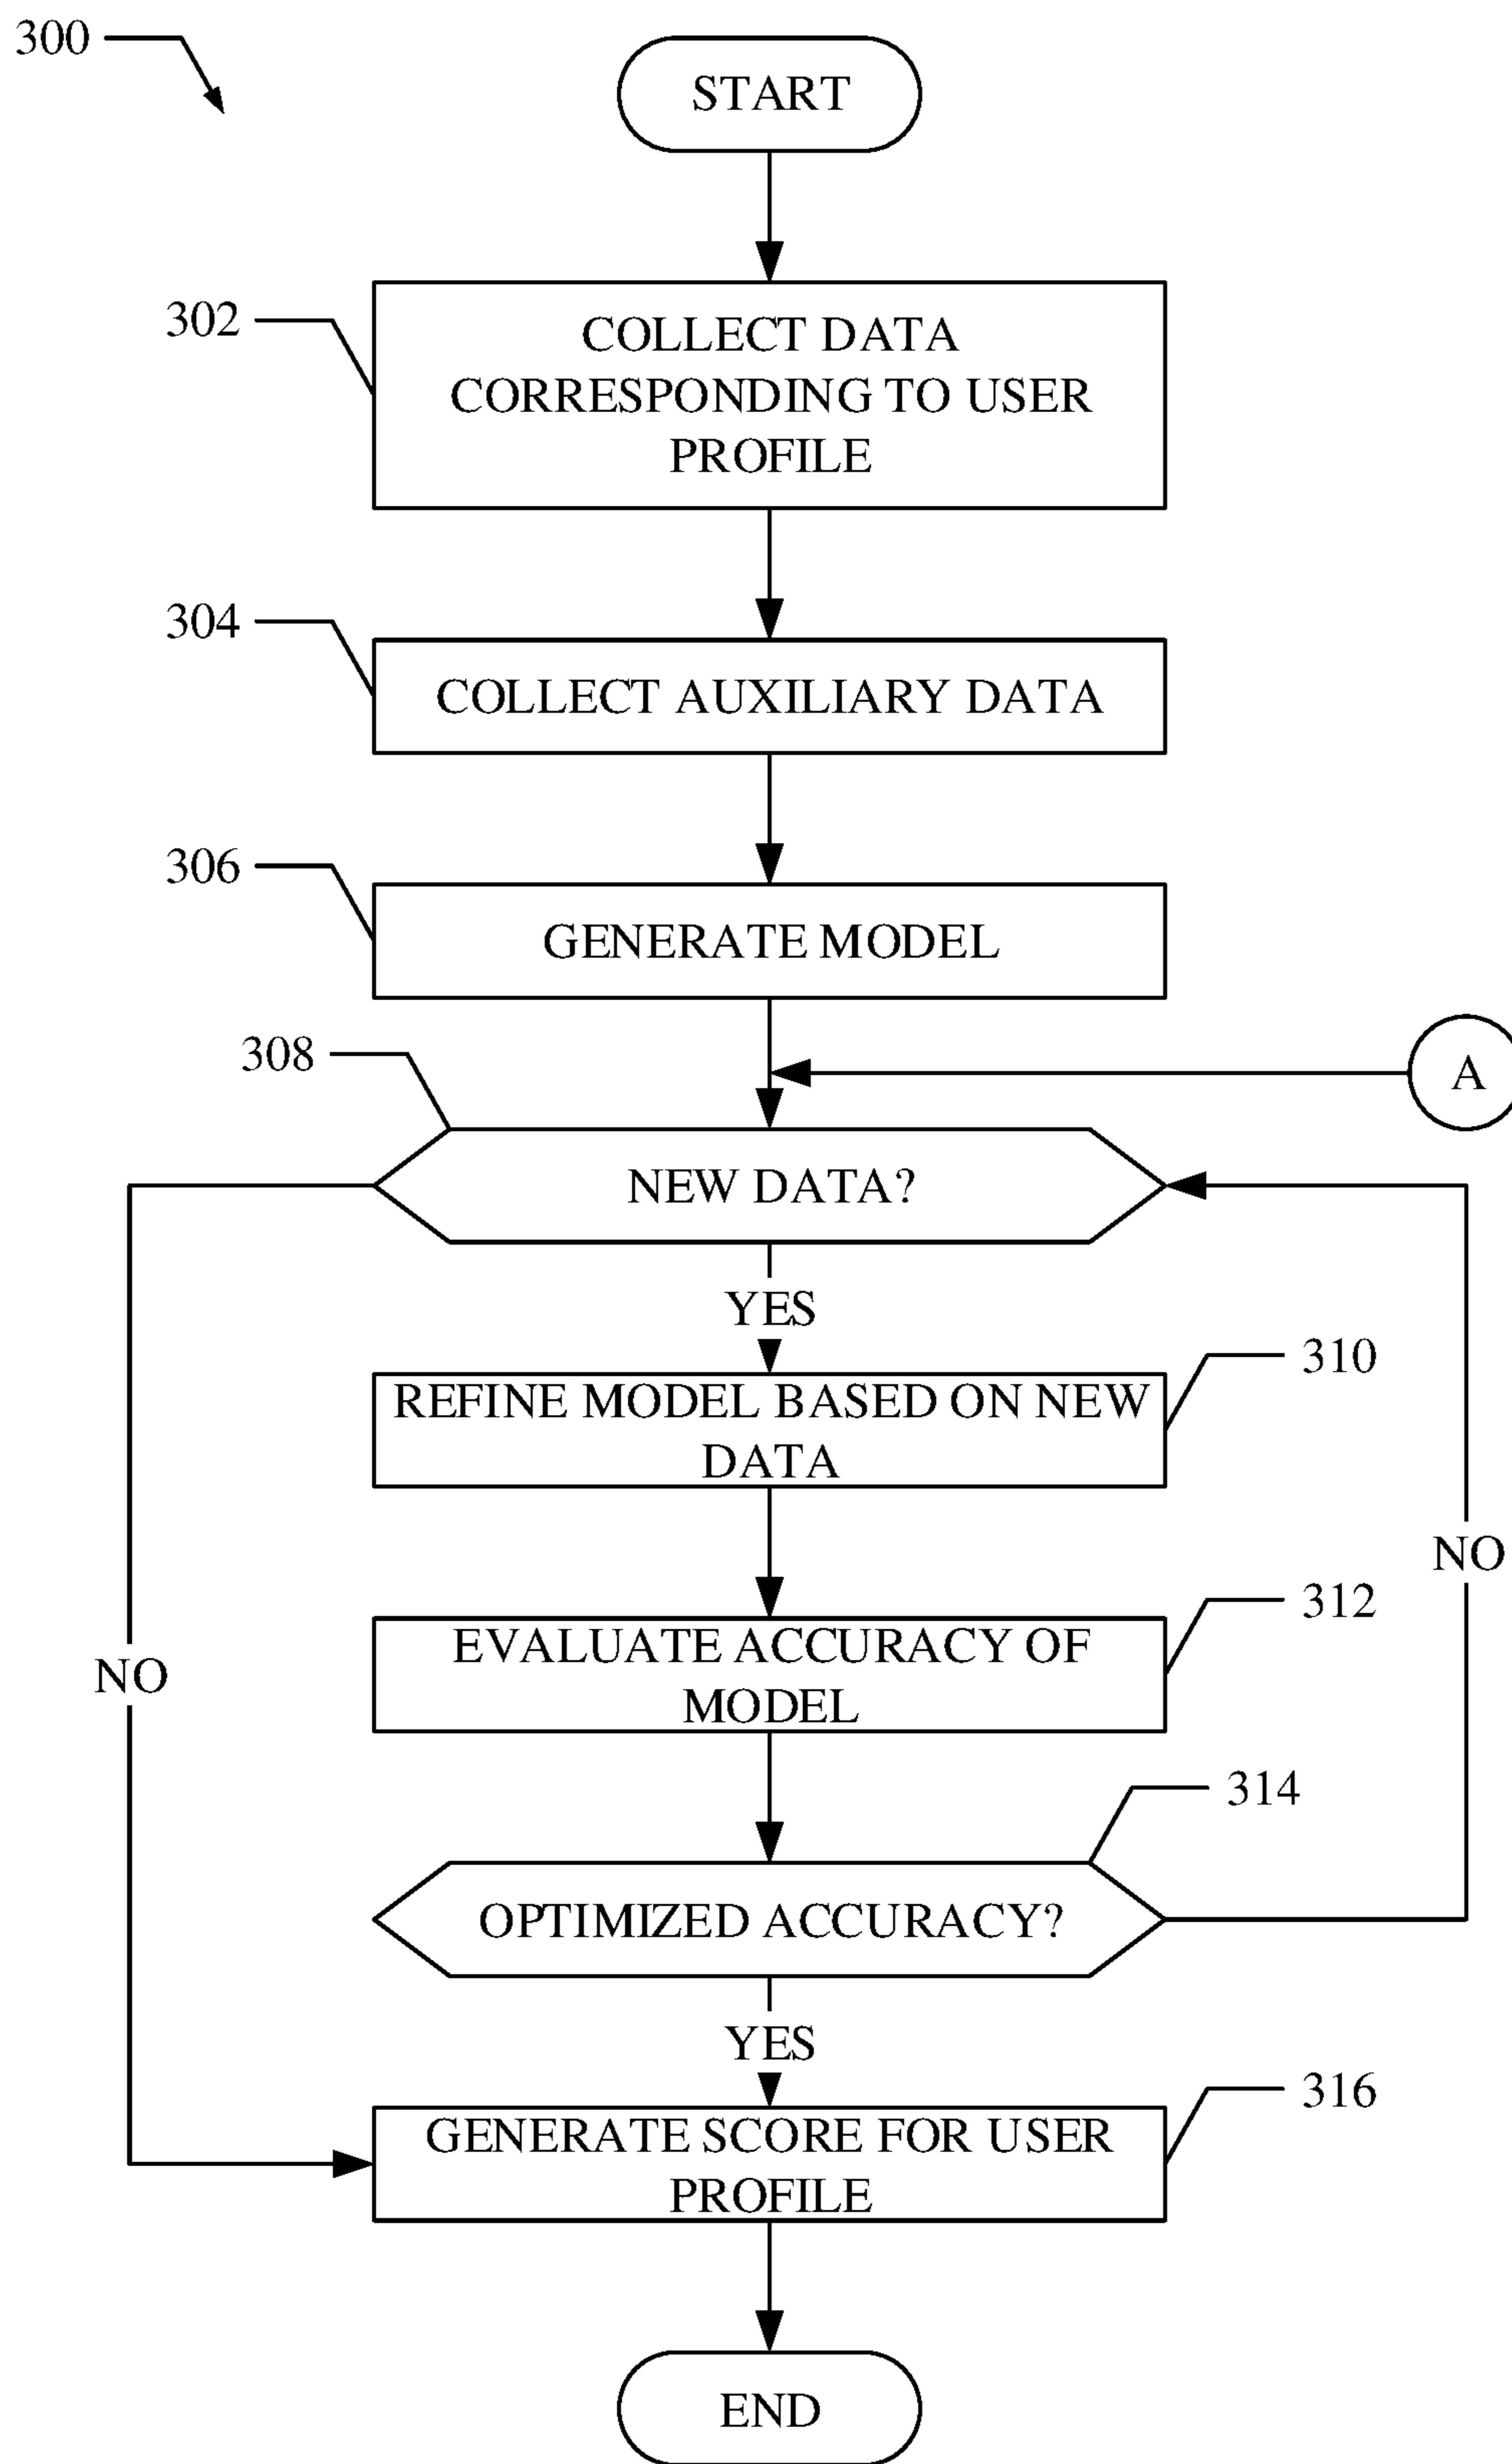 300
START
302
COLLECT DATA
CORRESPONDING TO USER
PROFILE
304
COLLECT AUXILIARY DATA
306
GENERATE MODEL
308
A
NEW DATA?
YES
310
REFINE MODEL BASED ON NEW
DATA
NO
312
EVALUATE ACCURACY OF
MODEL
NO
314
OPTIMIZED ACCURACY?
YES
316
GENERATE SCORE FOR USER
PROFILE
END